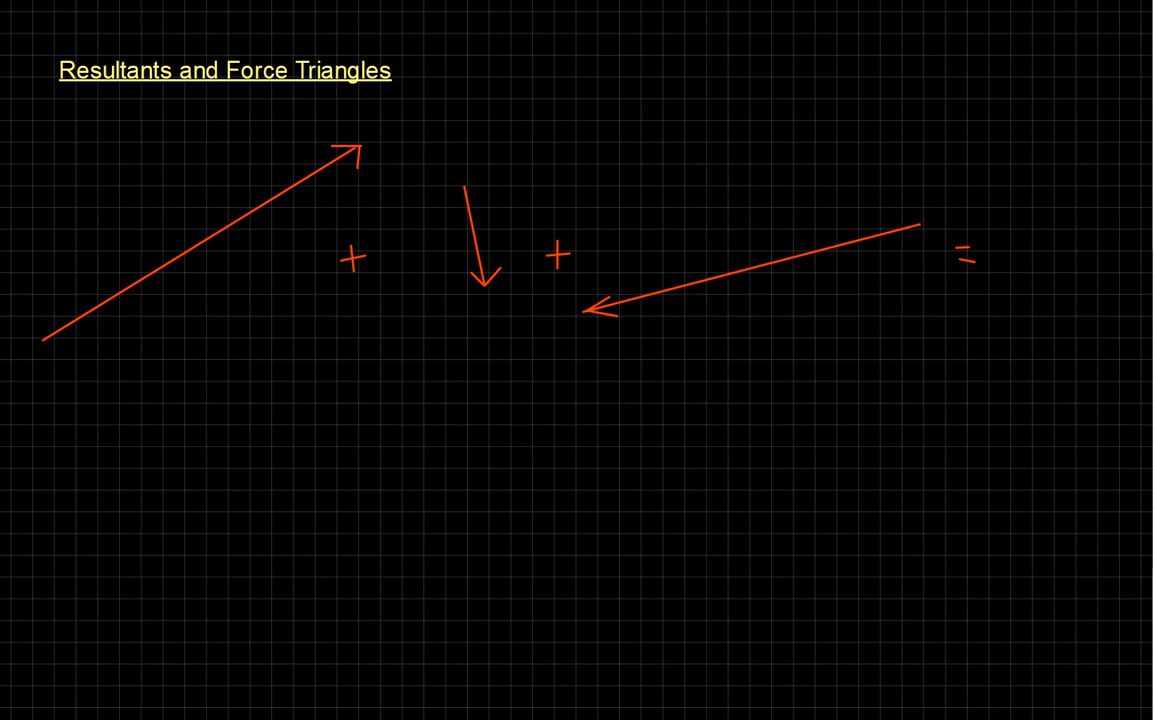 Resultants and Force Triangles
+ + =